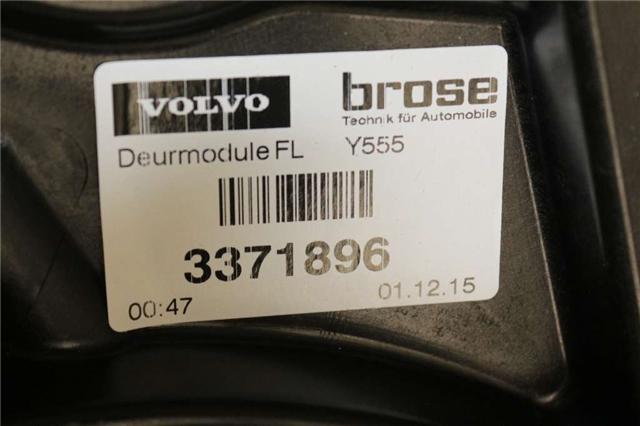 VOLVO
brose
Technik für Automobile
Deurmodule FL Y555
3371896
00:47 01.12.15